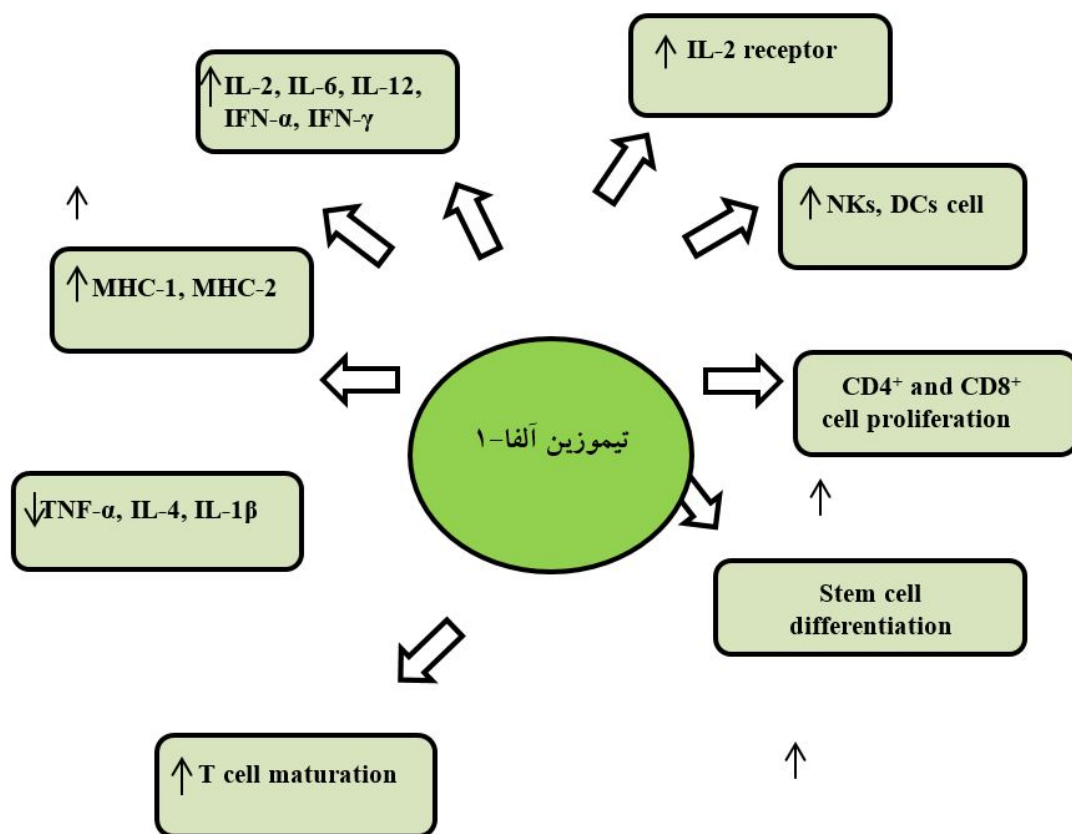 ↑ IL-2 receptor
↑ IL-2, IL-6, IL-12,
IFN-α, IFN-γ
↑ NKs, DCs cell
↑ MHC-1, MHC-2
CD4⁺ and CD8⁺
cell proliferation
تیموزین آلفا-۱
↓ TNF-α, IL-4, IL-1β
Stem cell
differentiation
↑ T cell maturation